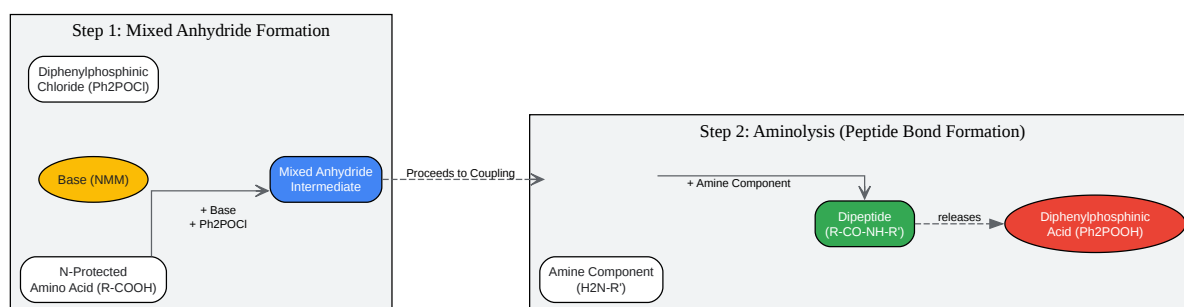 Step 1: Mixed Anhydride Formation
Diphenylphosphinic
Chloride (Ph2POCl)
Base (NMM)
+ Base
+ Ph2POCl
N-Protected
Amino Acid (R-COOH)
Mixed Anhydride
Intermediate
Proceeds to Coupling
Step 2: Aminolysis (Peptide Bond Formation)
+ Amine Component
Dipeptide
(R-CO-NH-R')
releases
Diphenylphosphinic
Acid (Ph2POOH)
Amine Component
(H2N-R')